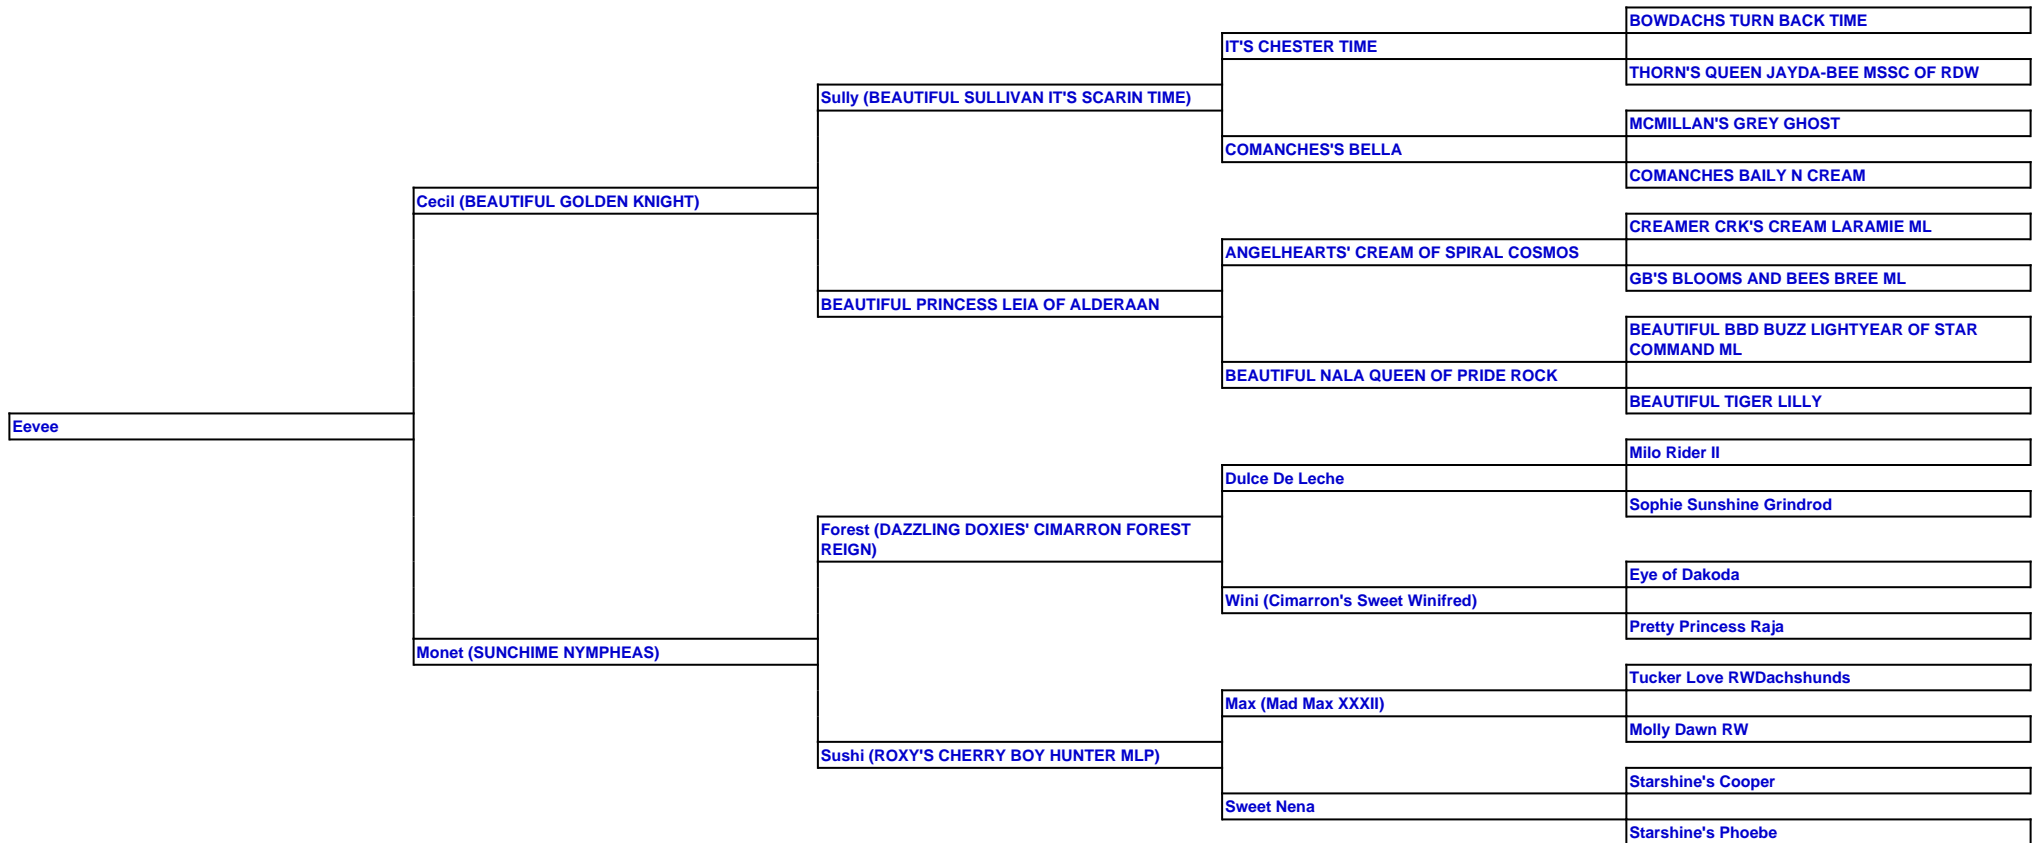 BOWDACHS TURN BACK TIME
IT'S CHESTER TIME
THORN'S QUEEN JAYDA-BEE MSSC OF RDW
Sully (BEAUTIFUL SULLIVAN IT'S SCARIN TIME)
MCMILLAN'S GREY GHOST
COMANCHES'S BELLA
COMANCHES BAILY N CREAM
Cecil (BEAUTIFUL GOLDEN KNIGHT)
CREAMER CRK'S CREAM LARAMIE ML
ANGELHEARTS' CREAM OF SPIRAL COSMOS
GB'S BLOOMS AND BEES BREE ML
BEAUTIFUL PRINCESS LEIA OF ALDERAAN
BEAUTIFUL BBD BUZZ LIGHTYEAR OF STAR
COMMAND ML
BEAUTIFUL NALA QUEEN OF PRIDE ROCK
BEAUTIFUL TIGER LILLY
Eevee
Milo Rider II
Dulce De Leche
Sophie Sunshine Grindrod
Forest (DAZZLING DOXIES' CIMARRON FOREST
REIGN)
Eye of Dakoda
Wini (Cimarron's Sweet Winifred)
Pretty Princess Raja
Monet (SUNCHIME NYMPHEAS)
Tucker Love RWDachshunds
Max (Mad Max XXXII)
Molly Dawn RW
Sushi (ROXY'S CHERRY BOY HUNTER MLP)
Starshine's Cooper
Sweet Nena
Starshine's Phoebe